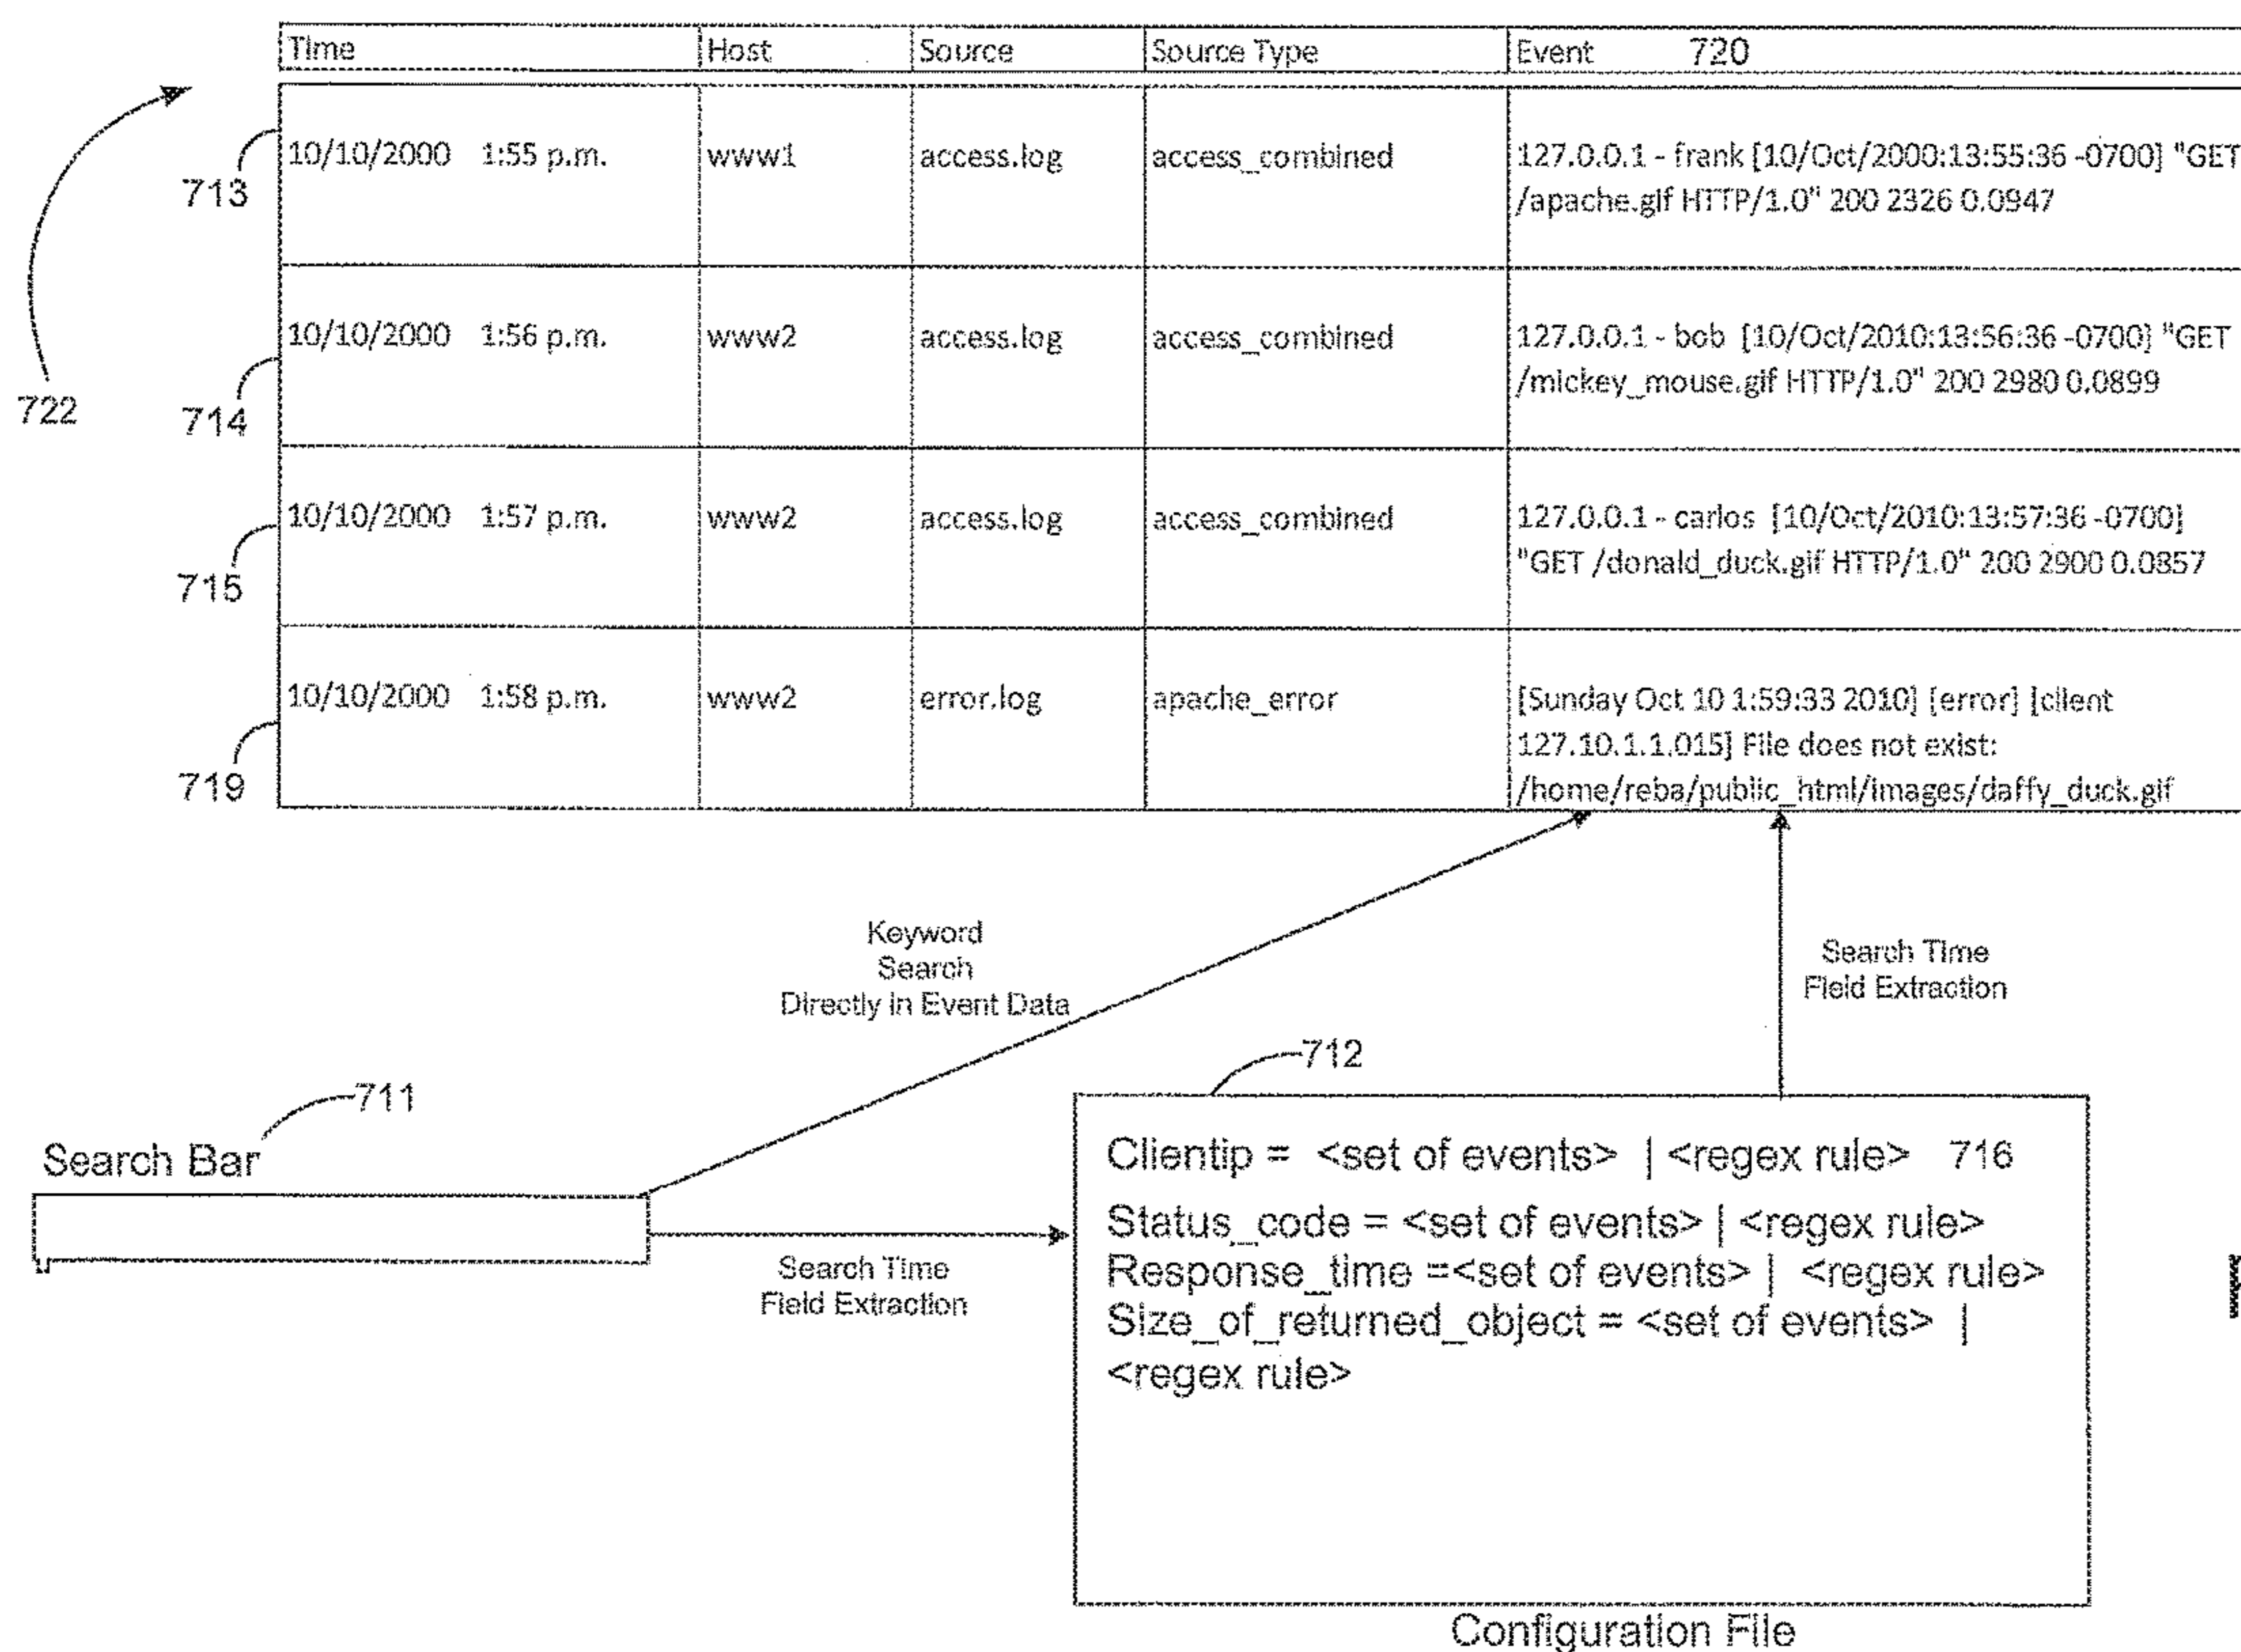 Time Host Source Source Type Event 720
10/10/2000 1:55 p.m. www1 access.log access_combined 127.0.0.1 - frank [10/Oct/2000:13:55:36 -0700] "GET
/apache.gif HTTP/1.0" 200 2326 0.0947
713
10/10/2000 1:56 p.m. www2 access.log access_combined 127.0.0.1 - bob [10/Oct/2010:13:56:36 -0700] "GET
/mickey_mouse.gif HTTP/1.0" 200 2980 0.0899
722
714
10/10/2000 1:57 p.m. www2 access.log access_combined 127.0.0.1 - carlos [10/Oct/2010:13:57:36 -0700]
"GET /donald_duck.gif HTTP/1.0" 200 2900 0.0857
715
10/10/2000 1:58 p.m. www2 error.log apache_error [Sunday Oct 10 1:59:33 2010] [error] [client
127.10.1.1.015] File does not exist:
/home/reba/public_html/images/daffy_duck.gif
719
Keyword
Search
Directly in Event Data
Search Time
Field Extraction
712
711
Search Bar
Search Time
Field Extraction
Clientip = <set of events> | <regex rule> 716
Status_code = <set of events> | <regex rule>
Response_time =<set of events> | <regex rule>
Size_of_returned_object = <set of events> |
<regex rule>
Configuration File